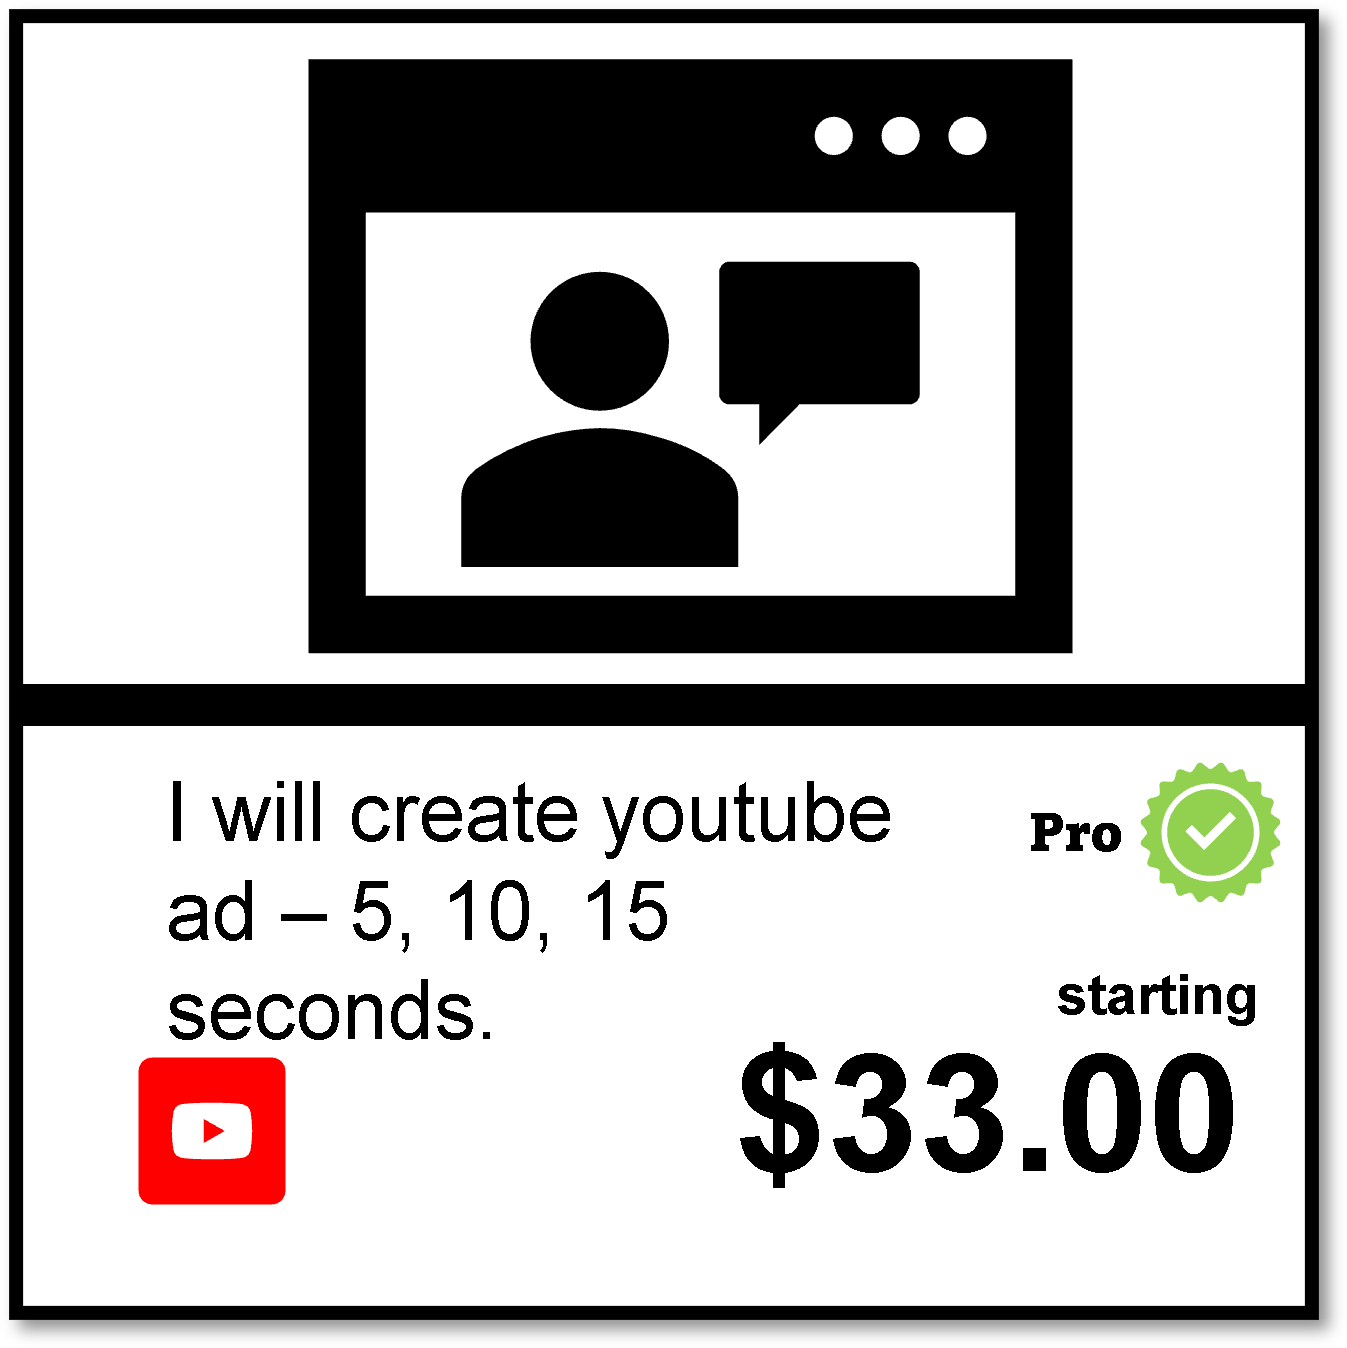 I will create youtube
ad – 5, 10, 15
seconds.
Pro
starting
$33.00